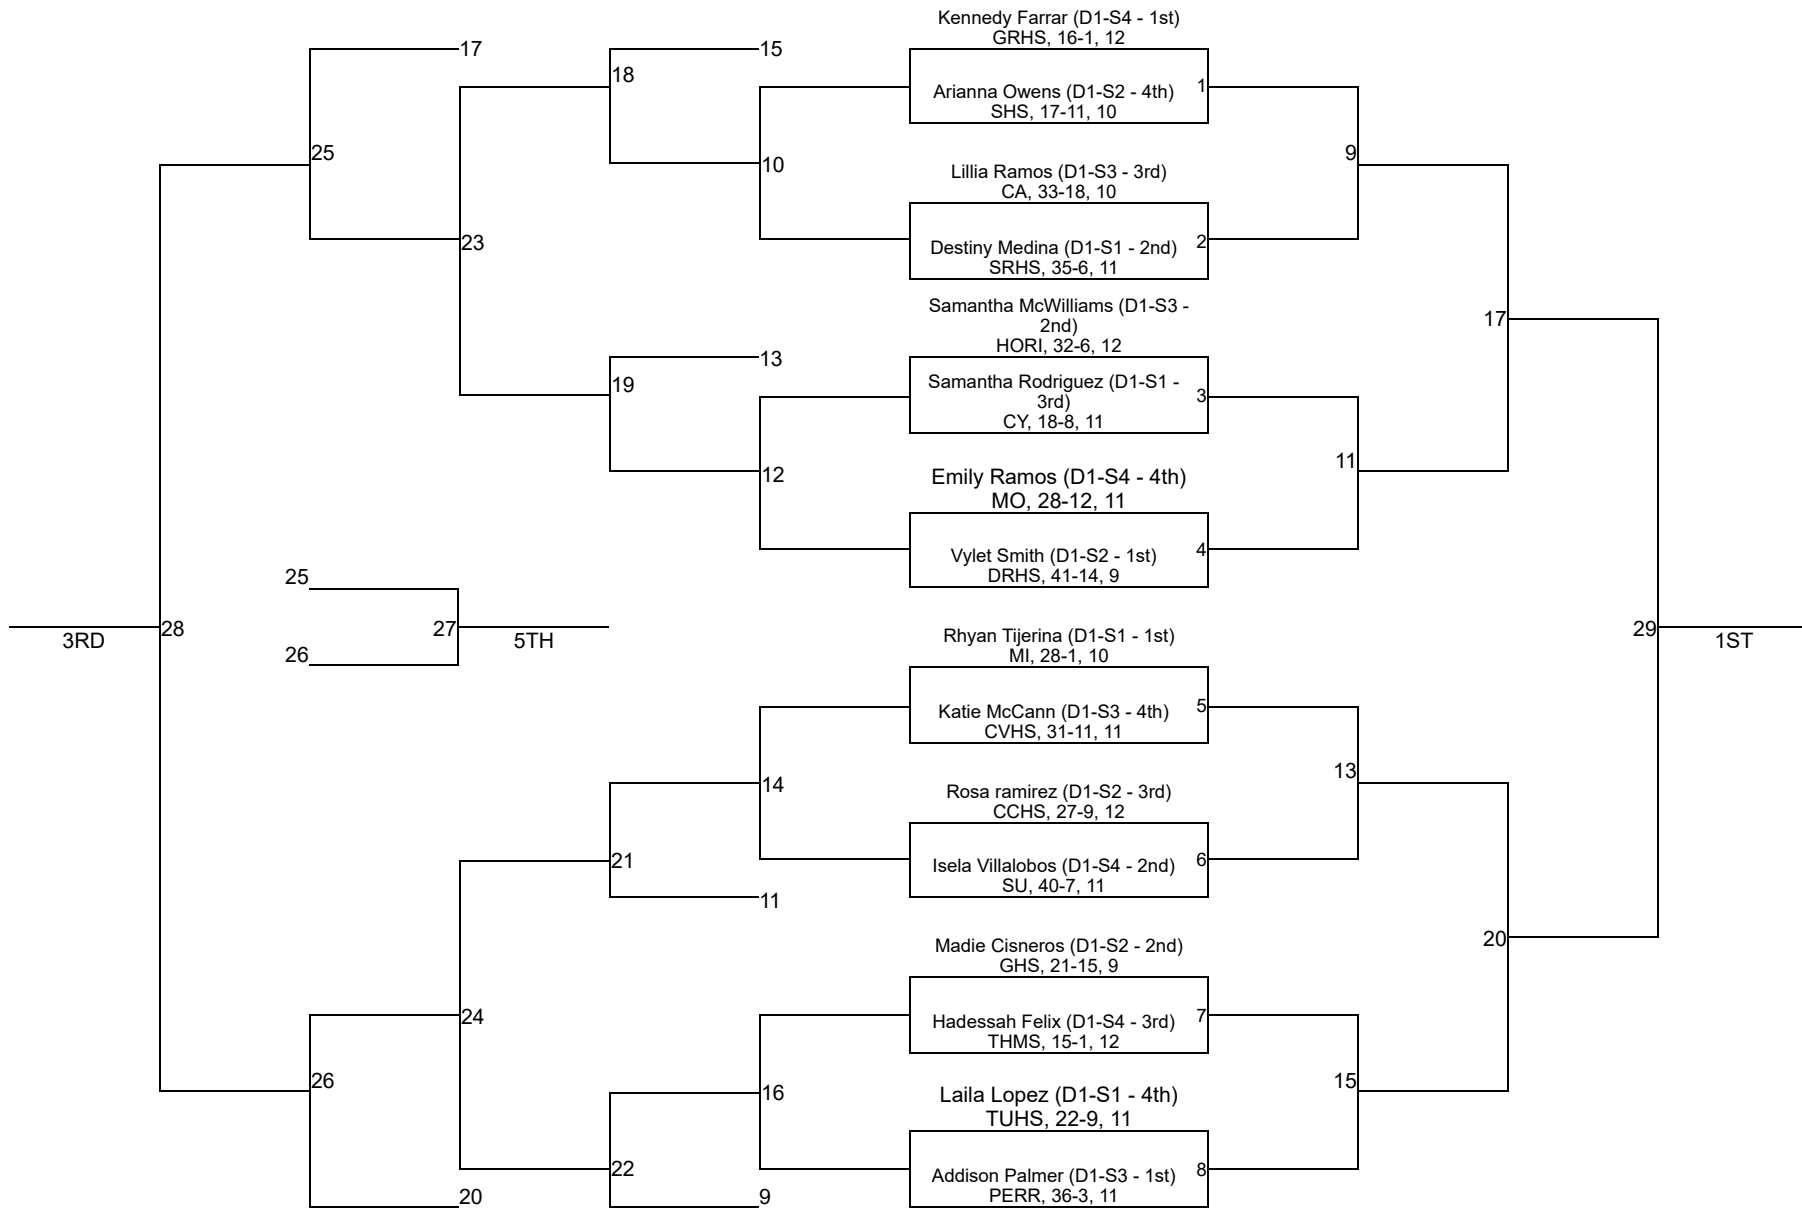 17
15
Kennedy Farrar (D1-S4 - 1st)
GRHS, 16-1, 12
18
Arianna Owens (D1-S2 - 4th)
SHS, 17-11, 10
1
25
10
9
Lillia Ramos (D1-S3 - 3rd)
CA, 33-18, 10
23
Destiny Medina (D1-S1 - 2nd)
SRHS, 35-6, 11
2
Samantha McWilliams (D1-S3 -
2nd)
HORI, 32-6, 12
17
13
19
Samantha Rodriguez (D1-S1 -
3rd)
CY, 18-8, 11
3
12
11
Emily Ramos (D1-S4 - 4th)
MO, 28-12, 11
Vylet Smith (D1-S2 - 1st)
DRHS, 41-14, 9
4
25
3RD
28
27
5TH
26
Rhyan Tijerina (D1-S1 - 1st)
MI, 28-1, 10
29
1ST
Katie McCann (D1-S3 - 4th)
CVHS, 31-11, 11
5
14
13
Rosa ramirez (D1-S2 - 3rd)
CCHS, 27-9, 12
21
Isela Villalobos (D1-S4 - 2nd)
SU, 40-7, 11
6
11
Madie Cisneros (D1-S2 - 2nd)
GHS, 21-15, 9
20
24
Hadessah Felix (D1-S4 - 3rd)
THMS, 15-1, 12
7
26
16
15
Laila Lopez (D1-S1 - 4th)
TUHS, 22-9, 11
22
Addison Palmer (D1-S3 - 1st)
PERR, 36-3, 11
8
20
9